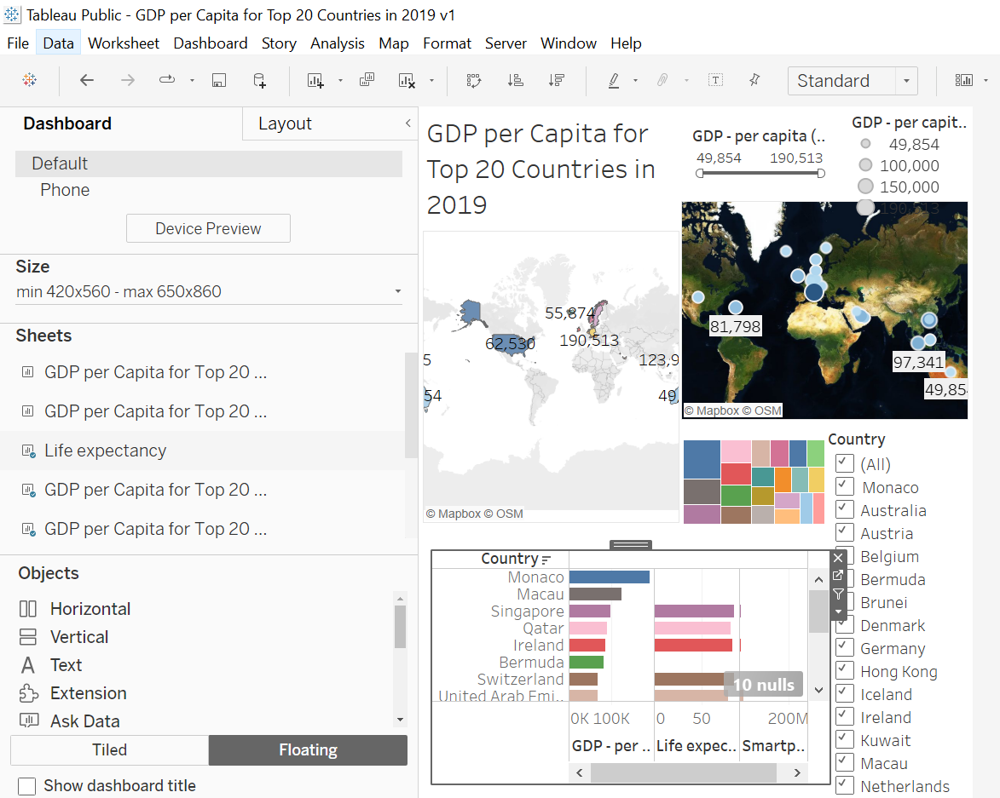 Tableau Public - GDP per Capita for Top 20 Countries in 2019 v1
File Data Worksheet Dashboard Story Analysis Map Format Server Window Help
Standard
Dashboard
Layout
Default
Phone
Device Preview
Size
min 420x560 - max 650x860
Sheets
GDP per Capita for Top 20 ...
GDP per Capita for Top 20 ...
Life expectancy
GDP per Capita for Top 20 ...
GDP per Capita for Top 20 ...
Objects
Horizontal
Vertical
Text
Extension
Ask Data
Tiled
Floating
Show dashboard title
GDP per Capita for
Top 20 Countries in
2019
GDP - per capita (..
49,854 190,513
GDP - per capit..
49,854
100,000
150,000
190,513
55,874
62,530
190,513
5
123,9
54
49
© Mapbox © OSM
81,798
97,341
49,85
© Mapbox © OSM
Country
(All)
Monaco
Australia
Austria
Belgium
Bermuda
Brunei
Denmark
Germany
Hong Kong
Iceland
Ireland
Kuwait
Macau
Netherlands
Country
Monaco
Macau
Singapore
Qatar
Ireland
Bermuda
Switzerland
United Arab Emi..
10 nulls
0K 100K 0 50 200M
GDP - per .. Life expec.. Smartp..